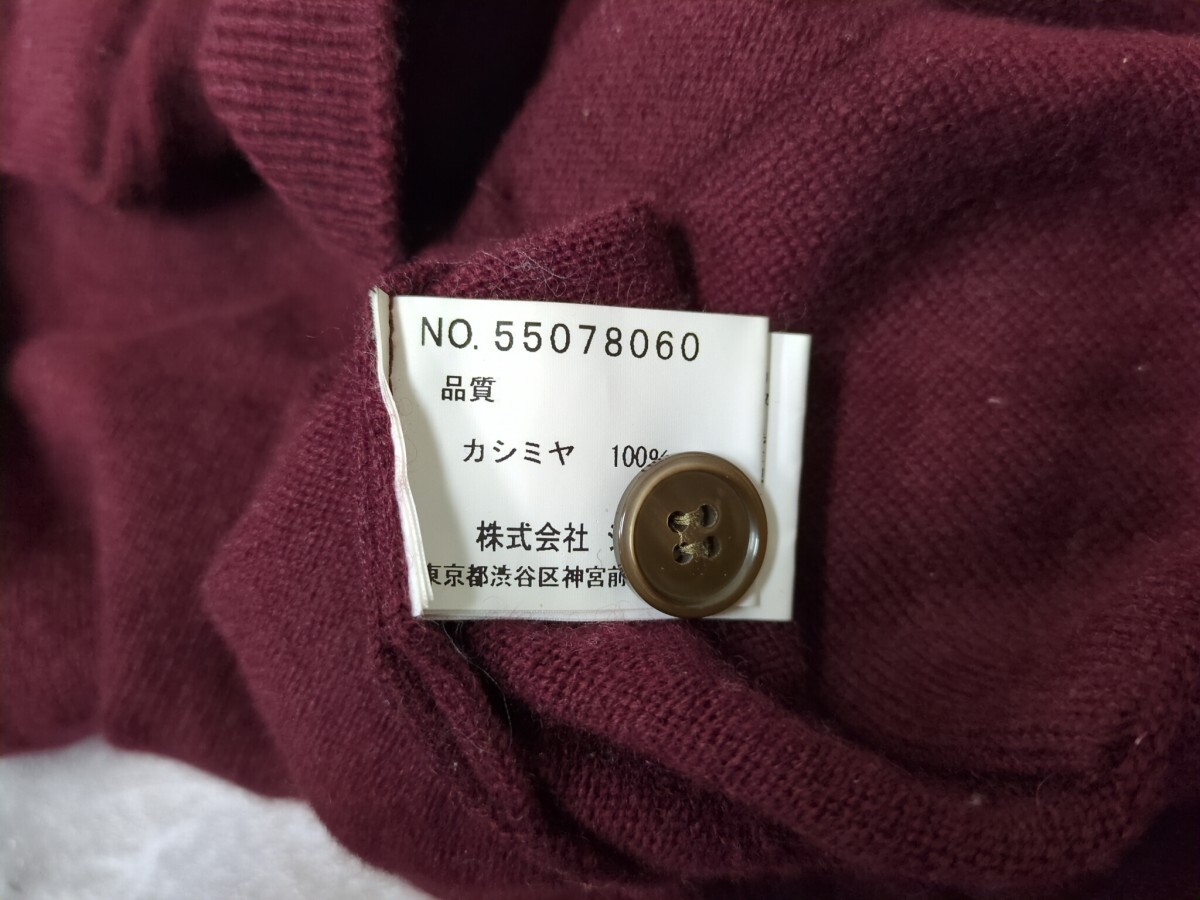 NO. 55078060
品質
カシミヤ 100%
株式会社
東京都渋谷区神宮前